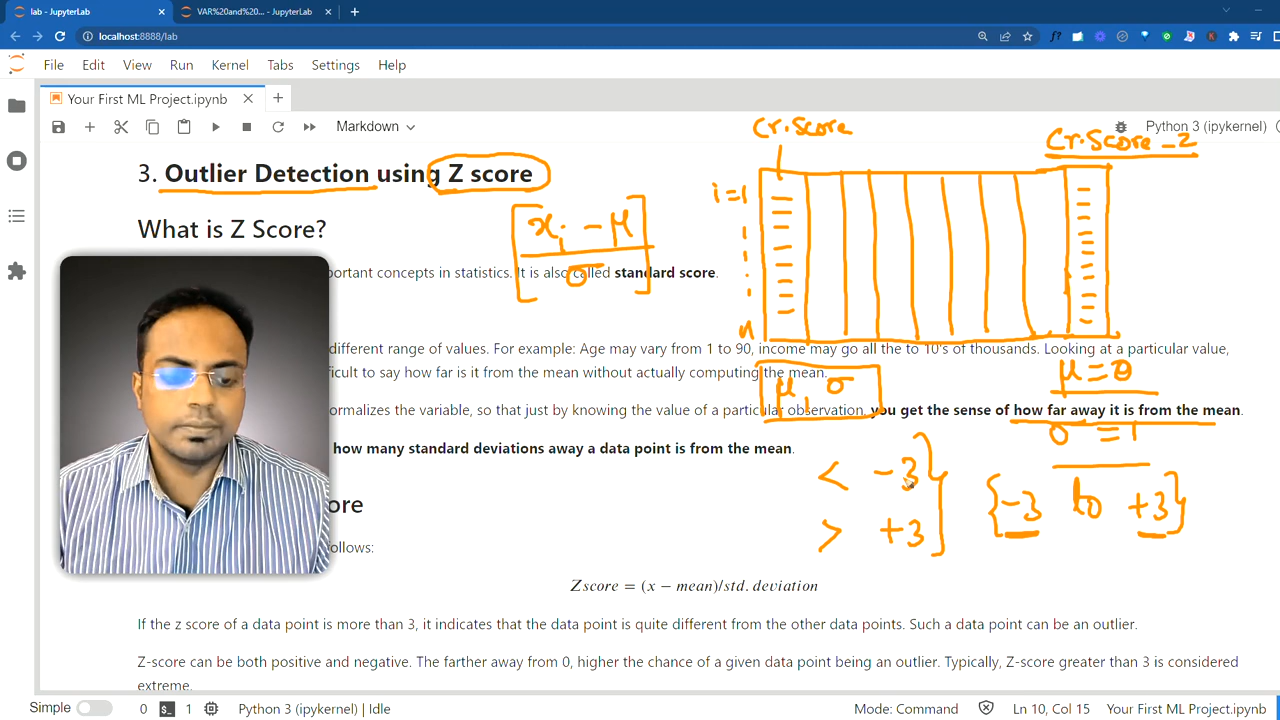 lab - JupyterLab
VAR%20and%20... - JupyterLab
localhost:8888/lab
File Edit View Run Kernel Tabs Settings Help
Your First ML Project.ipynb
Markdown
Python 3 (ipykernel)
Cr.Score
Cr.Score_Z
3. Outlier Detection using Z score
i=1
n
What is Z Score?
xi - μ
σ
portant concepts in statistics. It is also called standard score.
different range of values. For example: Age may vary from 1 to 90, income may go all the to 10's of thousands. Looking at a particular value,
ficult to say how far is it from the mean without actually computing the mean.
μ, σ
μ = 0
ormalizes the variable, so that just by knowing the value of a particular observation, you get the sense of how far away it is from the mean.
σ = 1
how many standard deviations away a data point is from the mean.
< -3
> +3
{-3 to +3}
ore
follows:
Zscore = (x − mean)/std. deviation
If the z score of a data point is more than 3, it indicates that the data point is quite different from the other data points. Such a data point can be an outlier.
Z-score can be both positive and negative. The farther away from 0, higher the chance of a given data point being an outlier. Typically, Z-score greater than 3 is considered
extreme.
Simple 0 1 Python 3 (ipykernel) | Idle
Mode: Command Ln 10, Col 15 Your First ML Project.ipynb